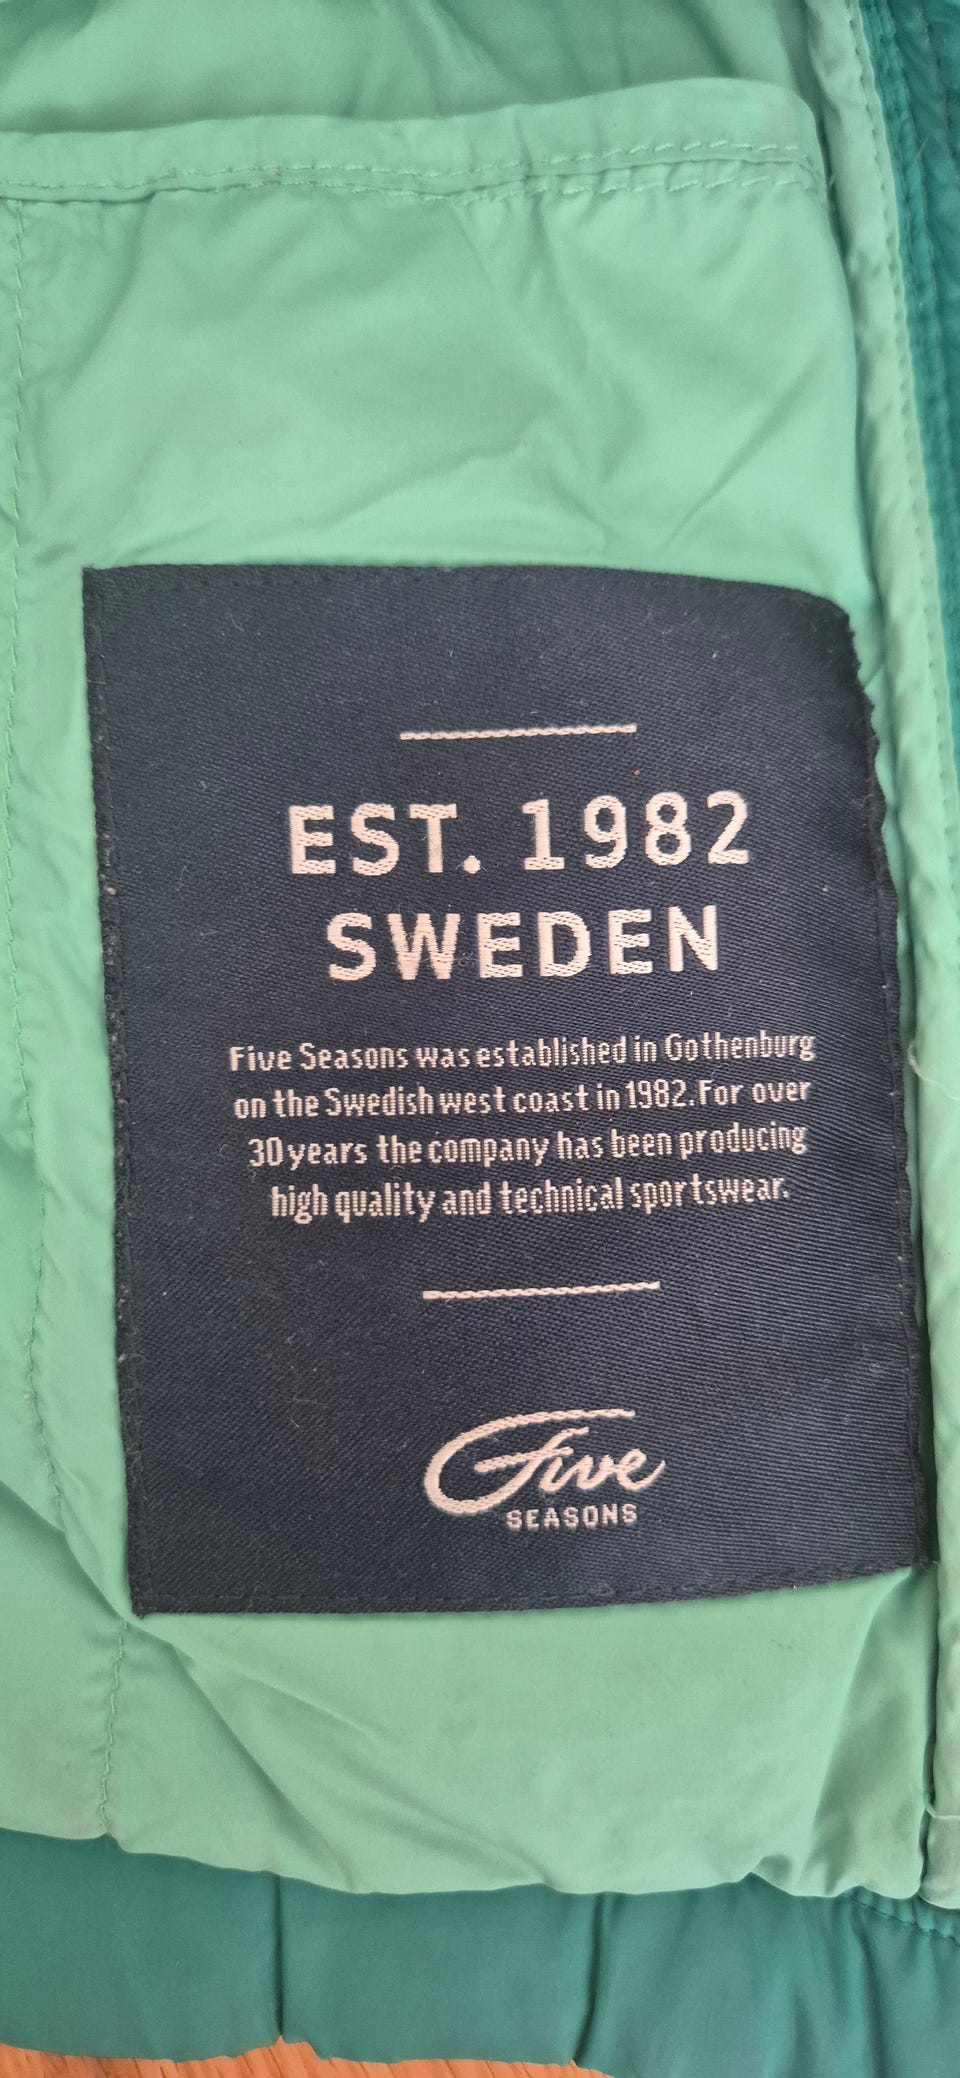 EST. 1982
SWEDEN
Five Seasons was established in Gothenburg
on the Swedish west coast in 1982. For over
30 years the company has been producing
high quality and technical sportswear.
Five
SEASONS